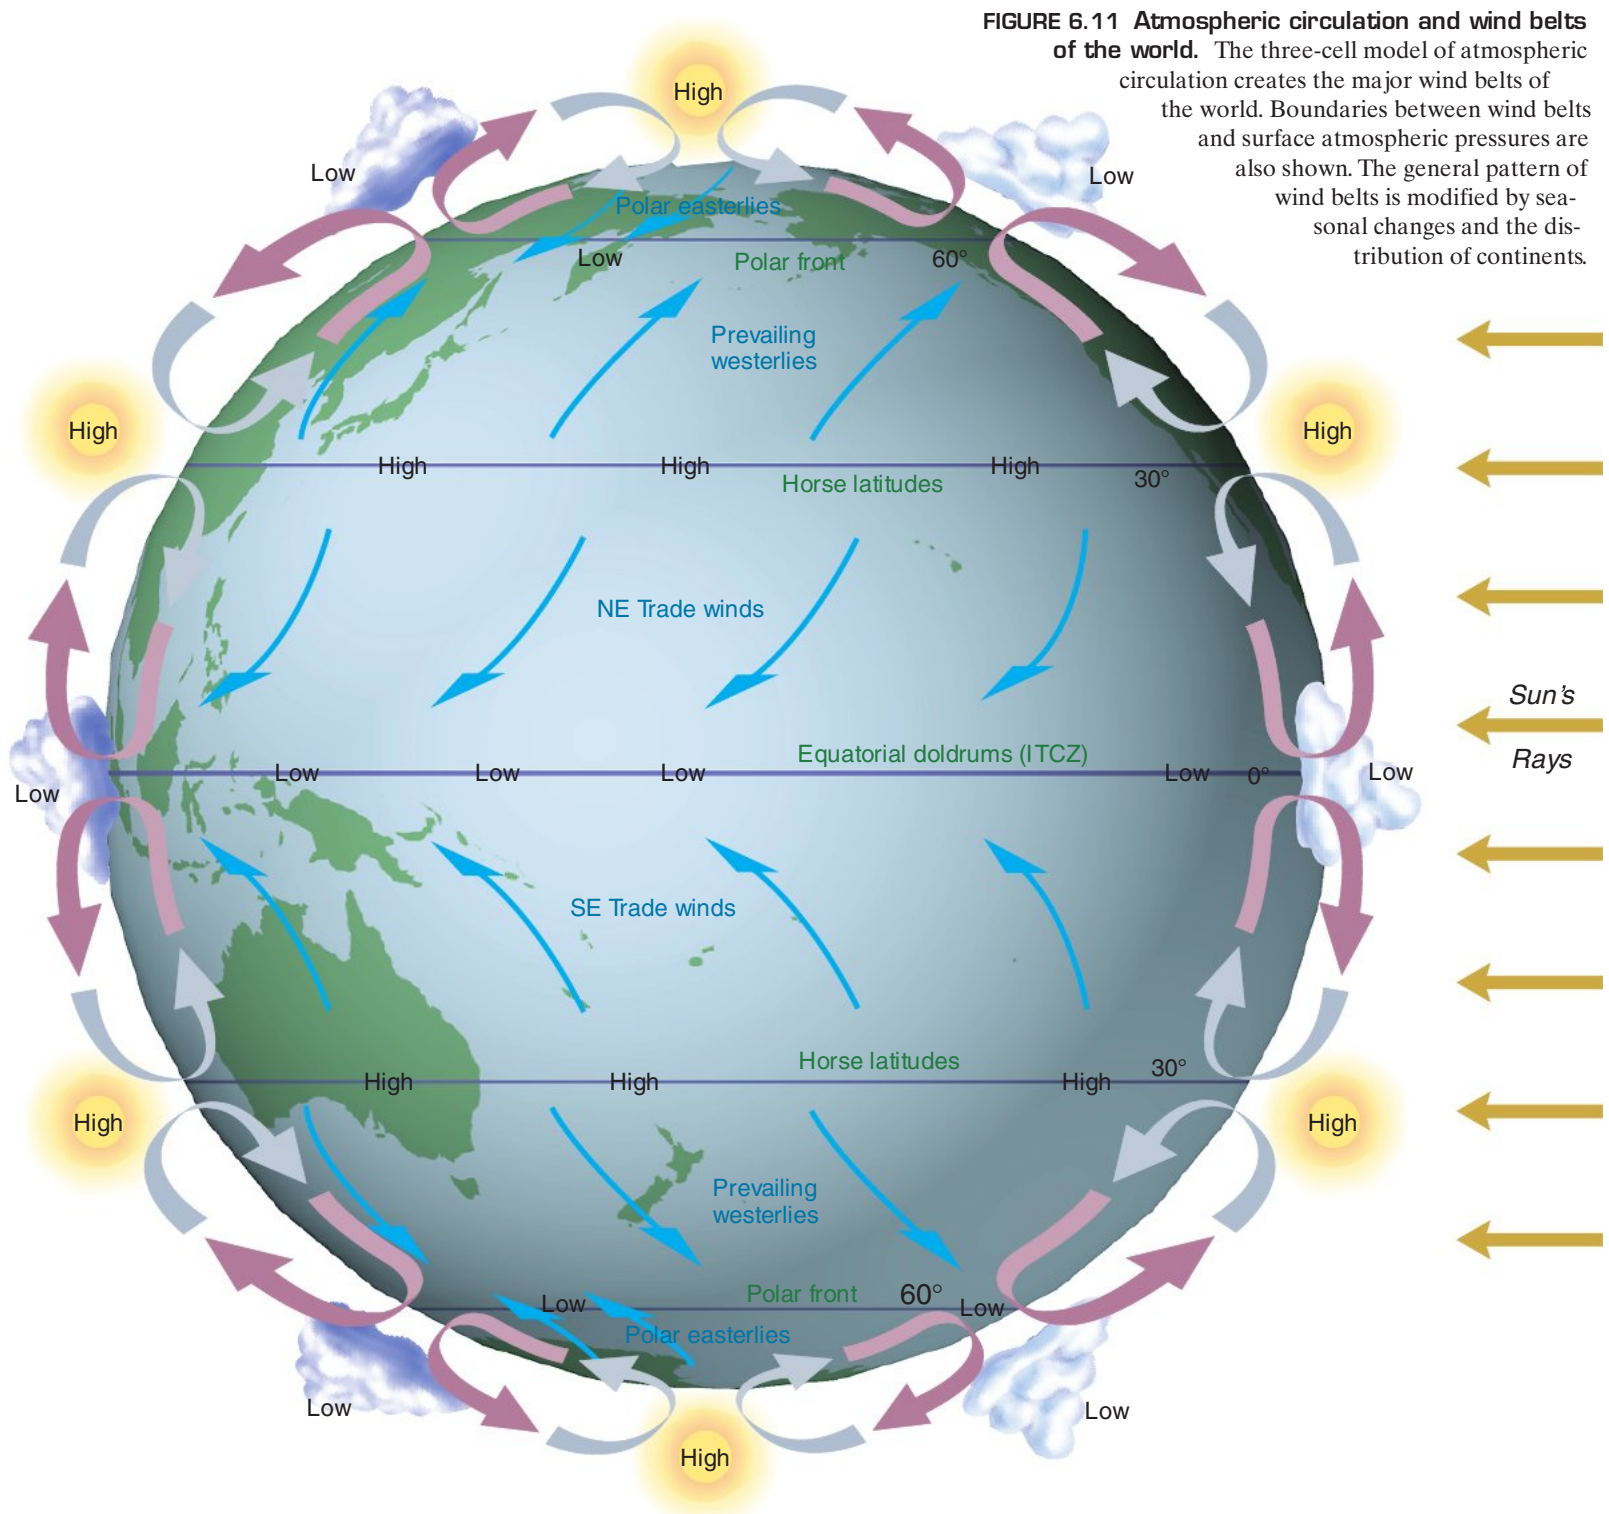 FIGURE 6.11 Atmospheric circulation and wind belts
of the world. The three-cell model of atmospheric
circulation creates the major wind belts of
the world. Boundaries between wind belts
and surface atmospheric pressures are
also shown. The general pattern of
wind belts is modified by sea-
sonal changes and the dis-
tribution of continents.
High
Low
Low
Polar easterlies
Low
Polar front
60°
Prevailing
westerlies
High
High
High
High
High
30°
Horse latitudes
NE Trade winds
Sun's
Rays
Equatorial doldrums (ITCZ)
Low
Low
Low
Low
Low
0°
Low
SE Trade winds
Horse latitudes
30°
High
High
High
High
High
Prevailing
westerlies
Polar front
60°
Low
Low
Polar easterlies
Low
Low
High